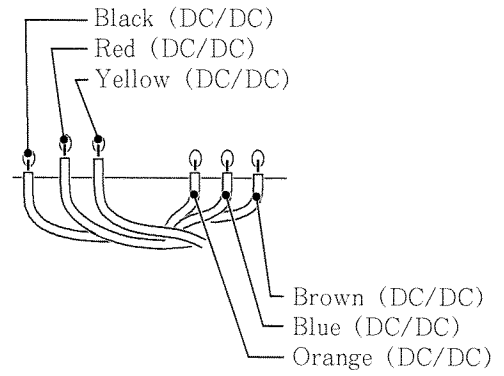 Black (DC/DC)
Red (DC/DC)
Yellow (DC/DC)
Brown (DC/DC)
Blue (DC/DC)
Orange (DC/DC)